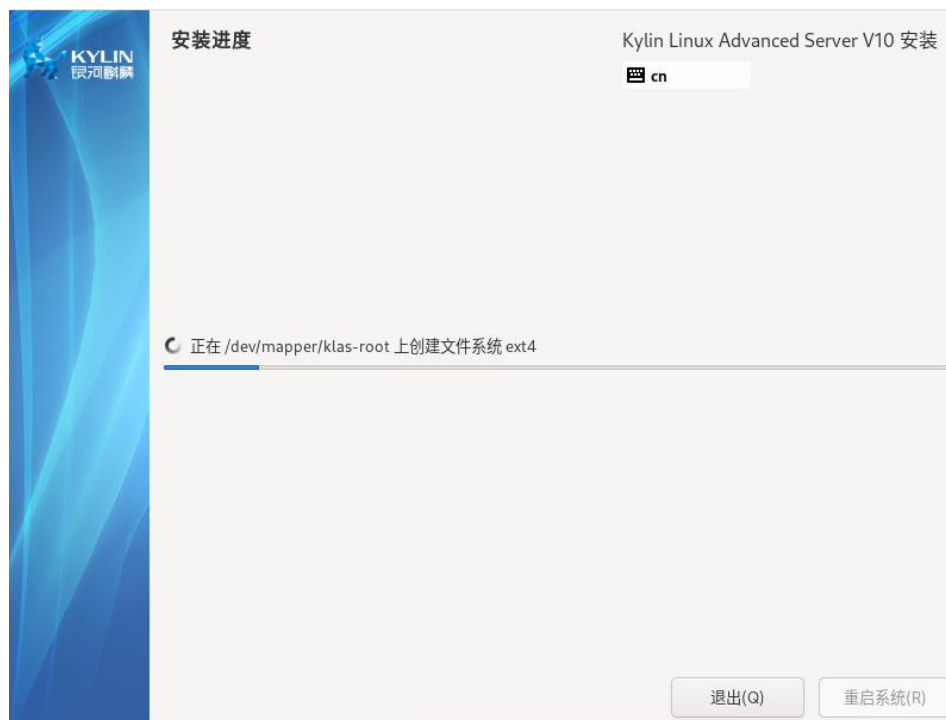 KYLIN
银河麒麟
安装进度
Kylin Linux Advanced Server V10 安装
cn
正在 /dev/mapper/klas-root 上创建文件系统 ext4
退出(Q)
重启系统(R)